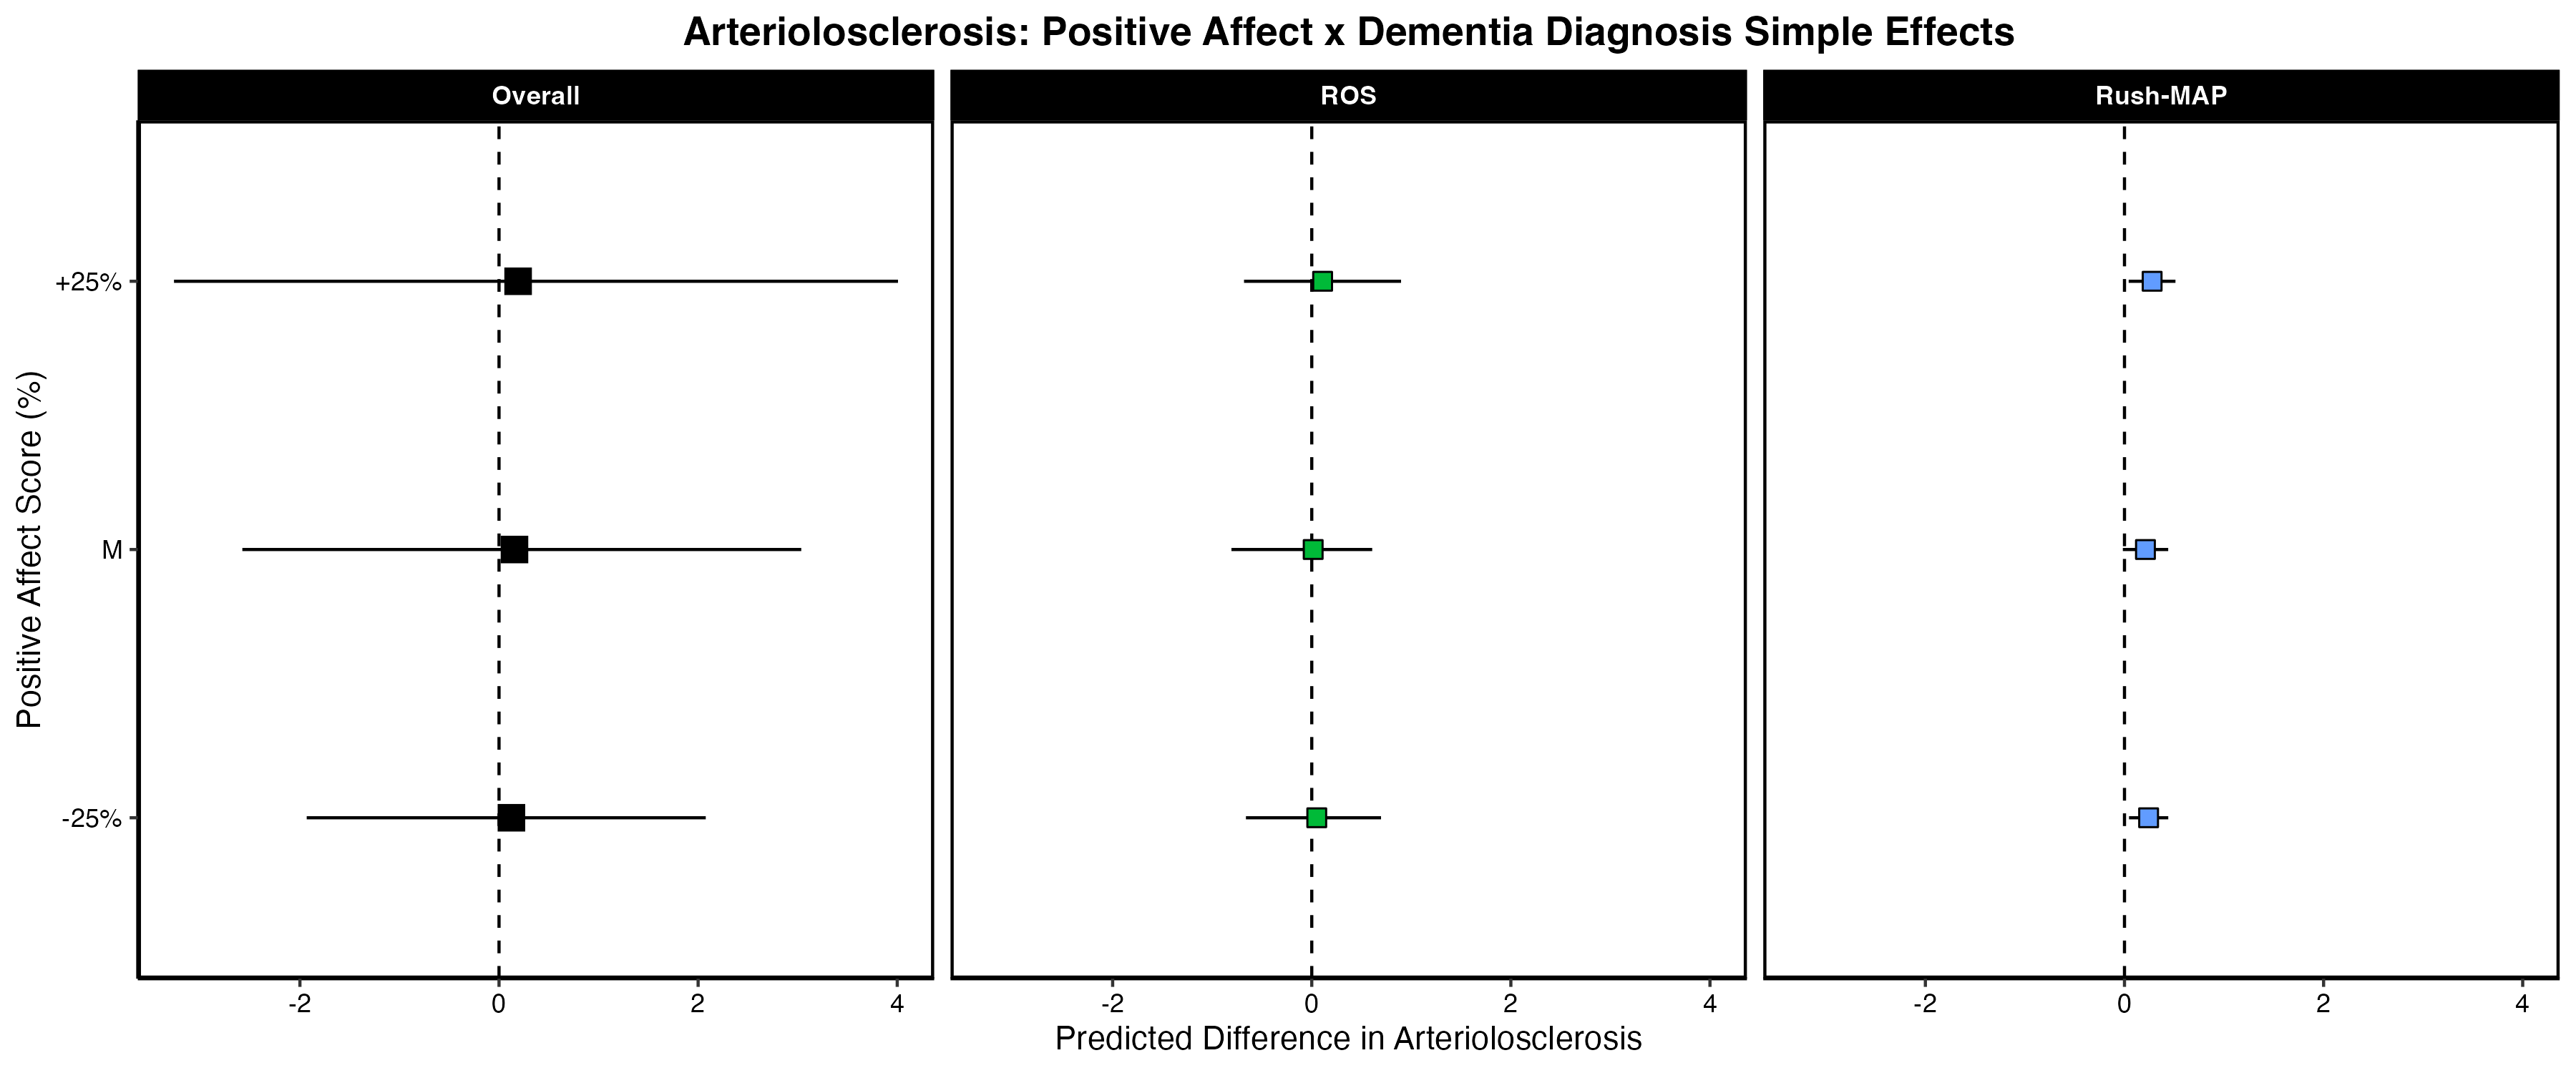 Arteriolosclerosis: Positive Affect x Dementia Diagnosis Simple Effects
Overall
ROS
Rush-MAP
Positive Affect Score (%)
+25%
M
-25%
-2 0 2 4
-2 0 2 4
-2 0 2 4
Predicted Difference in Arteriolosclerosis